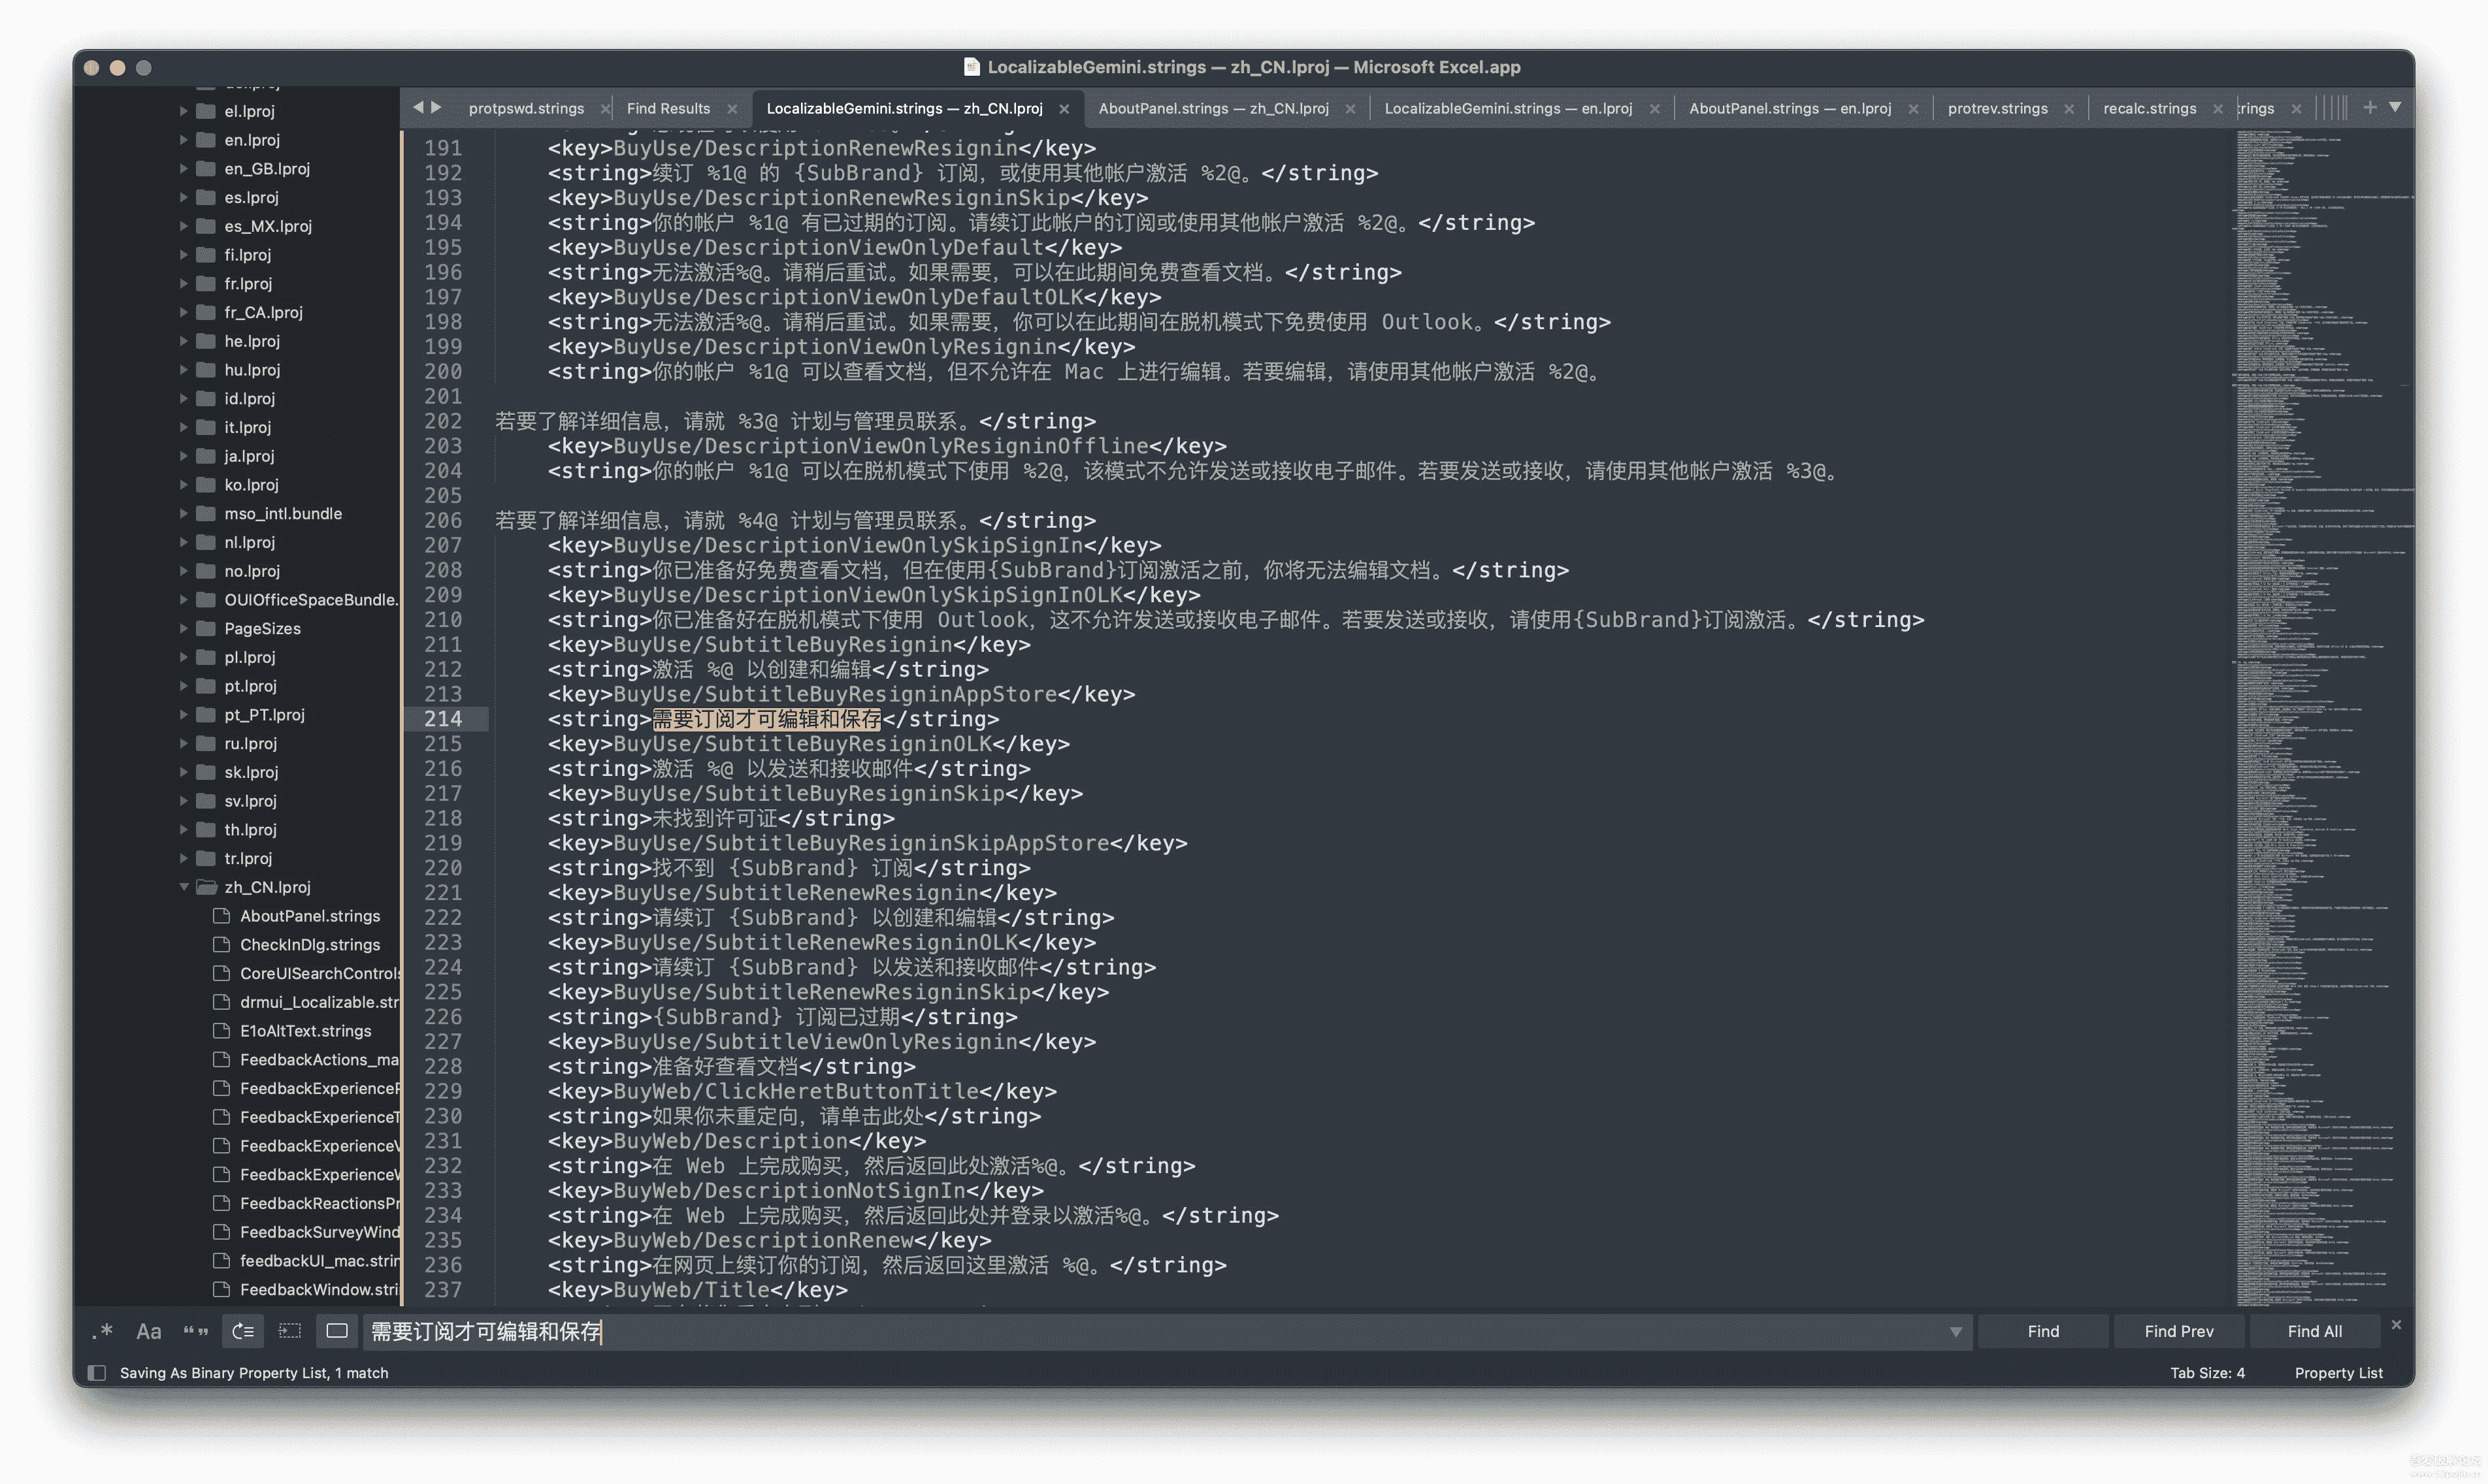 LocalizableGemini.strings — zh_CN.lproj — Microsoft Excel.app
protpswd.strings
Find Results
LocalizableGemini.strings — zh_CN.lproj
AboutPanel.strings — zh_CN.lproj
LocalizableGemini.strings — en.lproj
AboutPanel.strings — en.lproj
protrev.strings
recalc.strings
el.lproj
en.lproj
en_GB.lproj
es.lproj
es_MX.lproj
fi.lproj
fr.lproj
fr_CA.lproj
he.lproj
hu.lproj
id.lproj
it.lproj
ja.lproj
ko.lproj
mso_intl.bundle
nl.lproj
no.lproj
OUIOfficeSpaceBundle.
PageSizes
pl.lproj
pt.lproj
pt_PT.lproj
ru.lproj
sk.lproj
sv.lproj
th.lproj
tr.lproj
zh_CN.lproj
AboutPanel.strings
CheckInDlg.strings
CoreUISearchControls
drmui_Localizable.str
E1oAltText.strings
FeedbackActions_ma
FeedbackExperienceF
FeedbackExperienceT
FeedbackExperienceV
FeedbackExperienceW
FeedbackReactionsPr
FeedbackSurveyWind
feedbackUI_mac.strin
FeedbackWindow.stri
191 <key>BuyUse/DescriptionRenewResignin</key>
192 <string>续订 %1@ 的 {SubBrand} 订阅，或使用其他帐户激活 %2@。</string>
193 <key>BuyUse/DescriptionRenewResigninSkip</key>
194 <string>你的帐户 %1@ 有已过期的订阅。请续订此帐户的订阅或使用其他帐户激活 %2@。</string>
195 <key>BuyUse/DescriptionViewOnlyDefault</key>
196 <string>无法激活%@。请稍后重试。如果需要，可以在此期间免费查看文档。</string>
197 <key>BuyUse/DescriptionViewOnlyDefaultOLK</key>
198 <string>无法激活%@。请稍后重试。如果需要，你可以在此期间在脱机模式下免费使用 Outlook。</string>
199 <key>BuyUse/DescriptionViewOnlyResignin</key>
200 <string>你的帐户 %1@ 可以查看文档，但不允许在 Mac 上进行编辑。若要编辑，请使用其他帐户激活 %2@。
201
202 若要了解详细信息，请就 %3@ 计划与管理员联系。</string>
203 <key>BuyUse/DescriptionViewOnlyResigninOffline</key>
204 <string>你的帐户 %1@ 可以在脱机模式下使用 %2@，该模式不允许发送或接收电子邮件。若要发送或接收，请使用其他帐户激活 %3@。
205
206 若要了解详细信息，请就 %4@ 计划与管理员联系。</string>
207 <key>BuyUse/DescriptionViewOnlySkipSignIn</key>
208 <string>你已准备好免费查看文档，但在使用{SubBrand}订阅激活之前，你将无法编辑文档。</string>
209 <key>BuyUse/DescriptionViewOnlySkipSignInOLK</key>
210 <string>你已准备好在脱机模式下使用 Outlook，这不允许发送或接收电子邮件。若要发送或接收，请使用{SubBrand}订阅激活。</string>
211 <key>BuyUse/SubtitleBuyResignin</key>
212 <string>激活 %@ 以创建和编辑</string>
213 <key>BuyUse/SubtitleBuyResigninAppStore</key>
214 <string>需要订阅才可编辑和保存</string>
215 <key>BuyUse/SubtitleBuyResigninOLK</key>
216 <string>激活 %@ 以发送和接收邮件</string>
217 <key>BuyUse/SubtitleBuyResigninSkip</key>
218 <string>未找到许可证</string>
219 <key>BuyUse/SubtitleBuyResigninSkipAppStore</key>
220 <string>找不到 {SubBrand} 订阅</string>
221 <key>BuyUse/SubtitleRenewResignin</key>
222 <string>请续订 {SubBrand} 以创建和编辑</string>
223 <key>BuyUse/SubtitleRenewResigninOLK</key>
224 <string>请续订 {SubBrand} 以发送和接收邮件</string>
225 <key>BuyUse/SubtitleRenewResigninSkip</key>
226 <string>{SubBrand} 订阅已过期</string>
227 <key>BuyUse/SubtitleViewOnlyResignin</key>
228 <string>准备好查看文档</string>
229 <key>BuyWeb/ClickHeretButtonTitle</key>
230 <string>如果你未重定向，请单击此处</string>
231 <key>BuyWeb/Description</key>
232 <string>在 Web 上完成购买，然后返回此处激活%@。</string>
233 <key>BuyWeb/DescriptionNotSignIn</key>
234 <string>在 Web 上完成购买，然后返回此处并登录以激活%@。</string>
235 <key>BuyWeb/DescriptionRenew</key>
236 <string>在网页上续订你的订阅，然后返回这里激活 %@。</string>
237 <key>BuyWeb/Title</key>
.* Aa “” 需要订阅才可编辑和保存 Find Find Prev Find All
Saving As Binary Property List, 1 match
Tab Size: 4 Property List